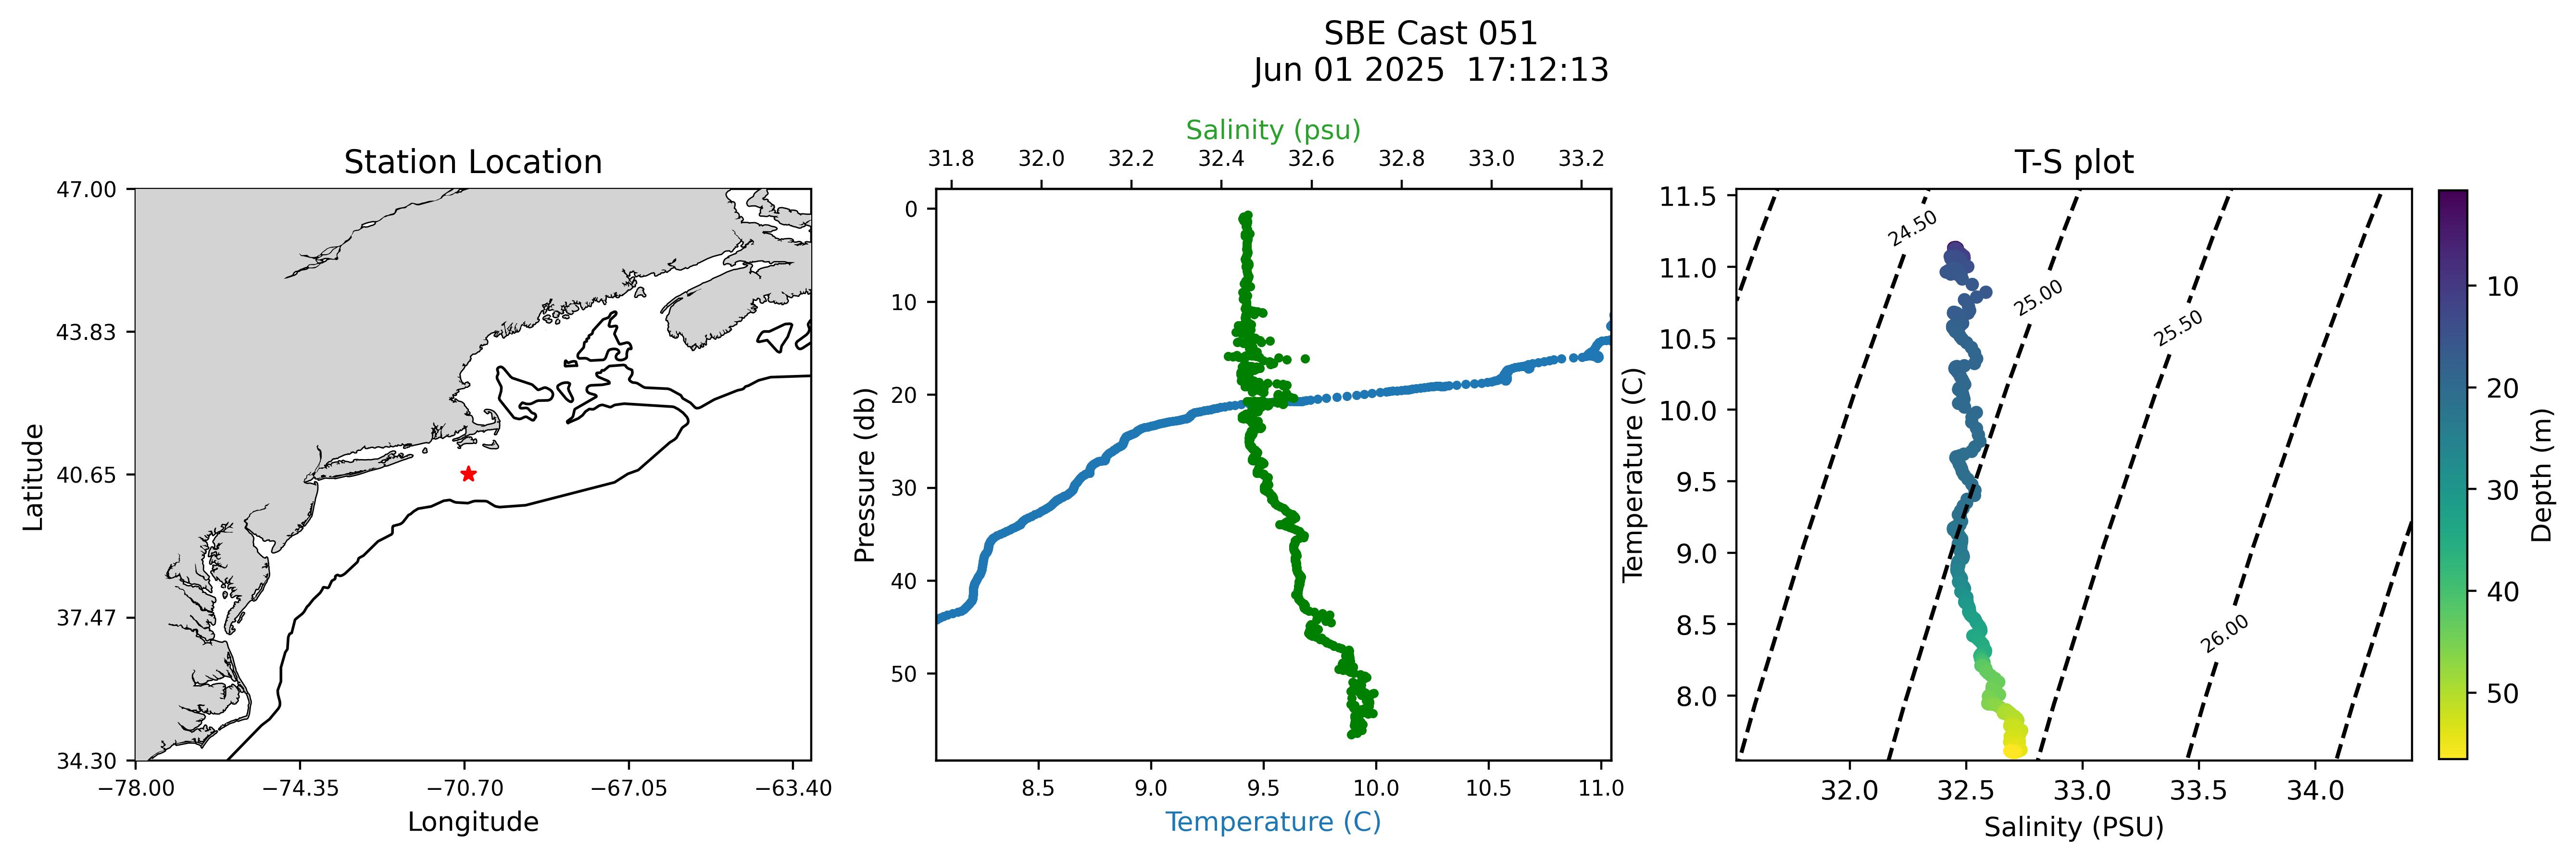 SBE Cast 051
Jun 01 2025  17:12:13
Station Location
47.00
43.83
40.65
37.47
34.30
Latitude
−78.00 −74.35 −70.70 −67.05 −63.40
Longitude
Salinity (psu)
31.8 32.0 32.2 32.4 32.6 32.8 33.0 33.2
0
10
20
30
40
50
Pressure (db)
8.5 9.0 9.5 10.0 10.5 11.0
Temperature (C)
T-S plot
11.5
11.0
10.5
10.0
9.5
9.0
8.5
8.0
Temperature (C)
24.50
25.00
25.50
26.00
32.0 32.5 33.0 33.5 34.0
Salinity (PSU)
10
20
30
40
50
Depth (m)